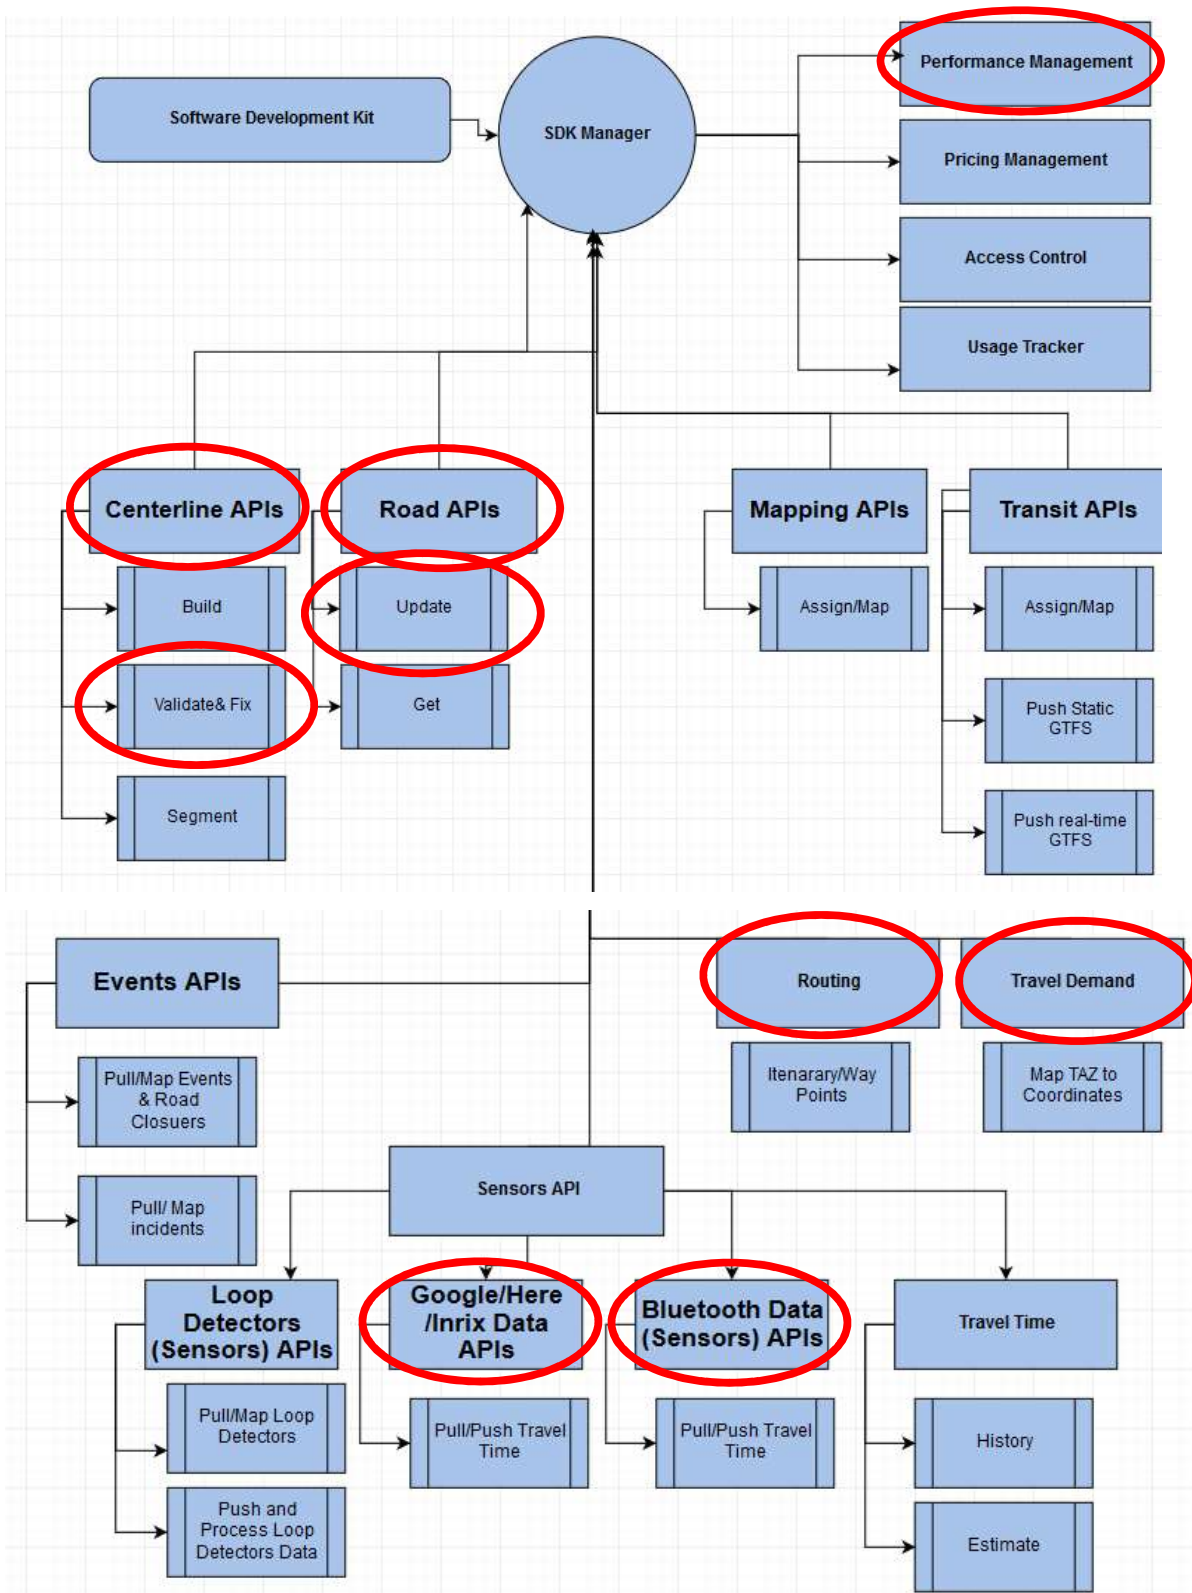 Performance Management
Software Development Kit
SDK Manager
Pricing Management
Access Control
Usage Tracker
Centerline APIs
Road APIs
Mapping APIs
Transit APIs
Build
Update
Assign/Map
Assign/Map
Validate& Fix
Get
Push Static
GTFS
Segment
Push real-time
GTFS
Events APIs
Routing
Travel Demand
Pull/Map Events
& Road
Closuers
Itenarary/Way
Points
Map TAZ to
Coordinates
Pull/ Map
incidents
Sensors API
Loop
Detectors
(Sensors) APIs
Google/Here
/Inrix Data
APIs
Bluetooth Data
(Sensors) APIs
Travel Time
Pull/Map Loop
Detectors
Pull/Push Travel
Time
Pull/Push Travel
Time
History
Push and
Process Loop
Detectors Data
Estimate